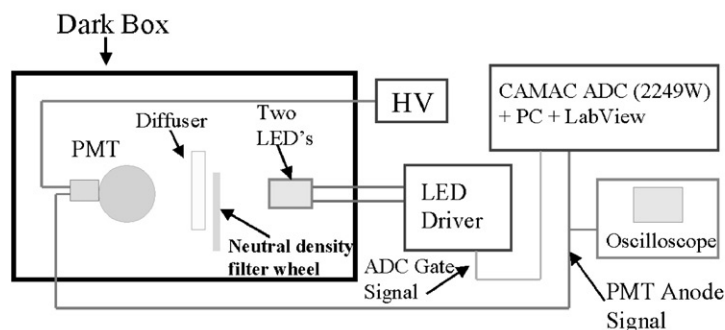 Dark Box
HV
CAMAC ADC (2249W)
+ PC + LabView
Two
LED's
Diffuser
PMT
LED
Driver
Oscilloscope
Neutral density
filter wheel
ADC Gate
Signal
PMT Anode
Signal